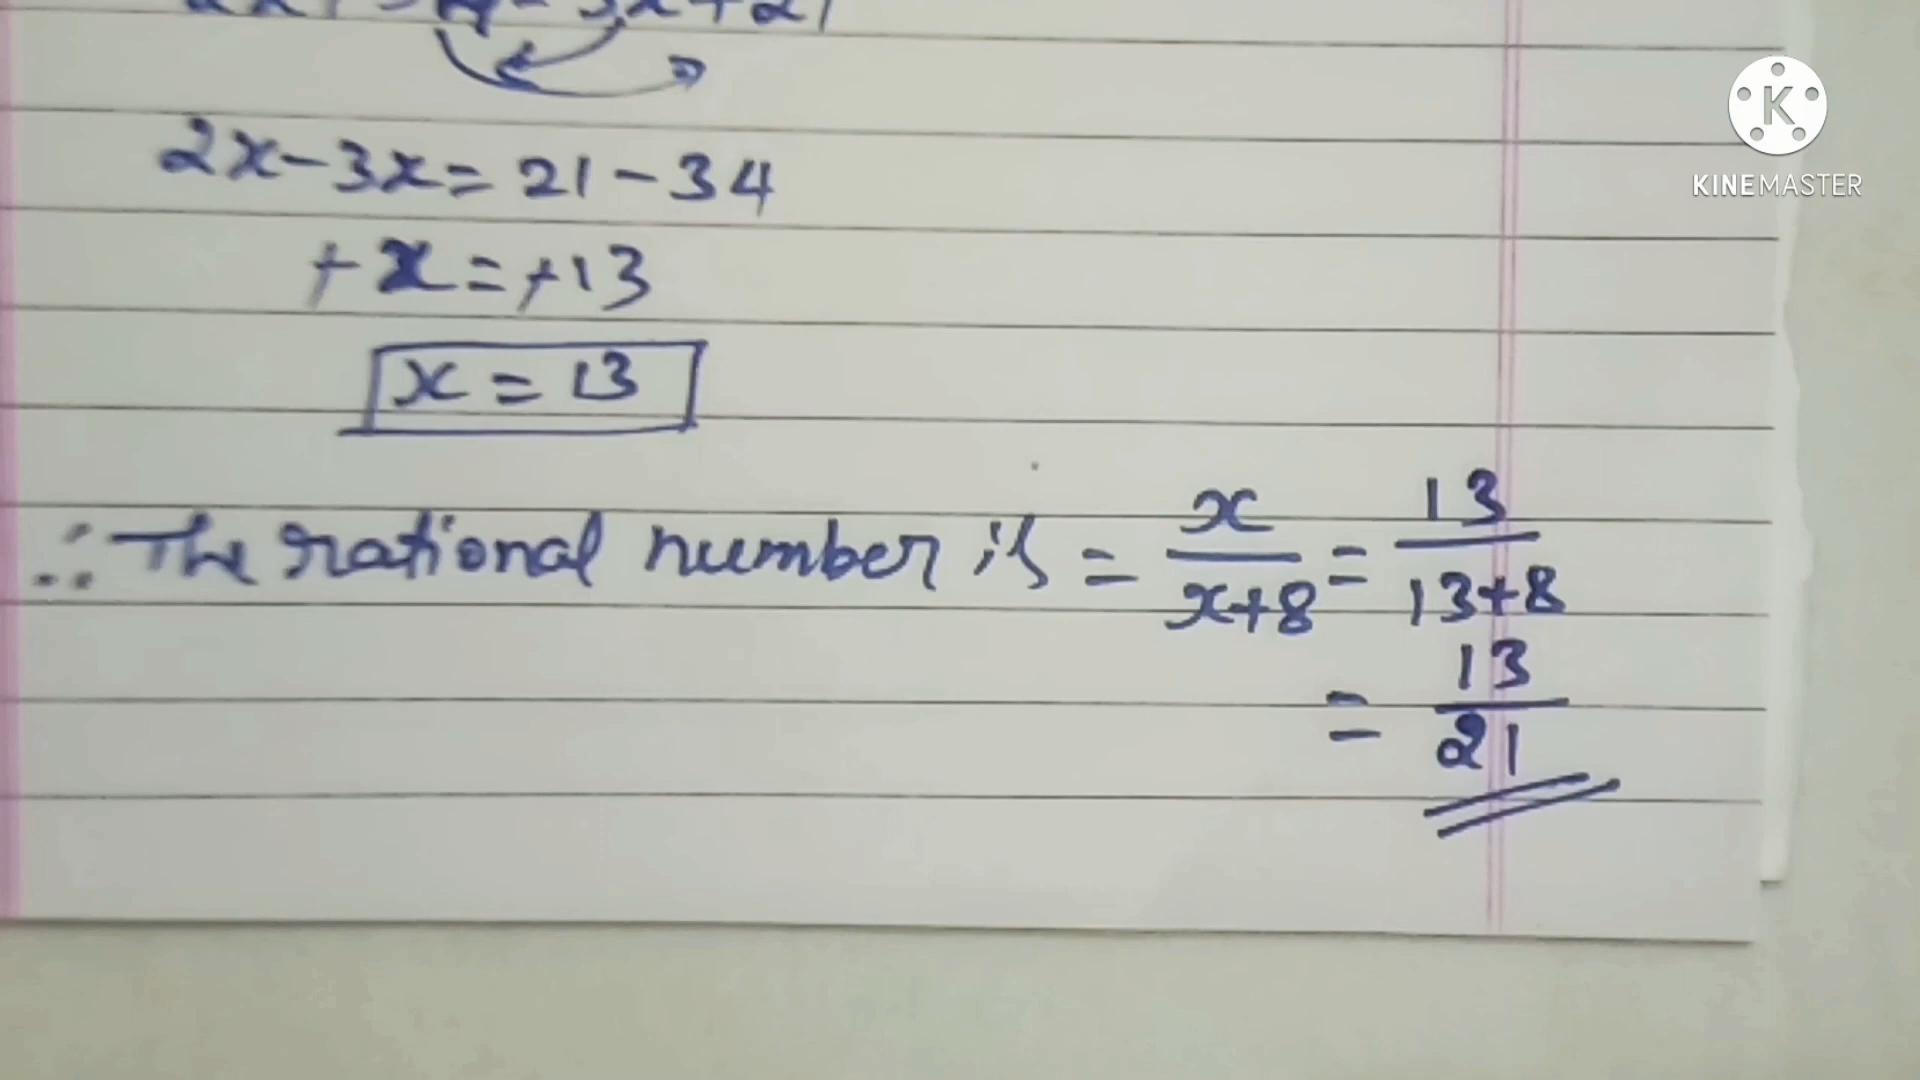 2x - 3x = 21 - 34
+ x = +13
x = 13
∴ The rational number is = x/x+8 = 13/13+8
= 13/21
K
KINEMASTER